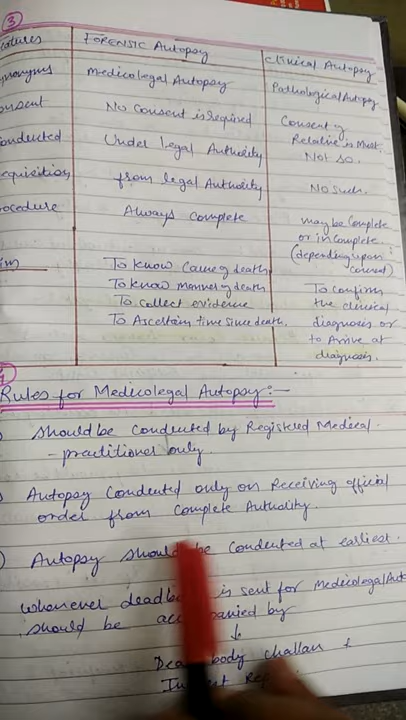 ③
FORENSIC Autopsy
Clinical Autopsy
Medicolegal Autopsy
Pathological Autopsy
No Consent is Required
Consent of
Relative is Must.
Under legal Authority
Not so.
from legal Authority
No such.
Always Complete
may be Complete
or in complete.
(depending upon
consent)
To know Cause of death
To know manner of death
To confirm
To collect evidence
the clinical
To Ascertain time since death.
diagnosis or
to Arrive at
diagnosis.
Rules for Medicolegal Autopsy:-
should be conducted by Registered Medical
- practitional only.
Autopsy Conducted only on Receiving official
order from Complete Authority.
Autopsy should be Conducted at earliest.
Whenever dead is sent for Medicolegal
should be by
↓
body challan +